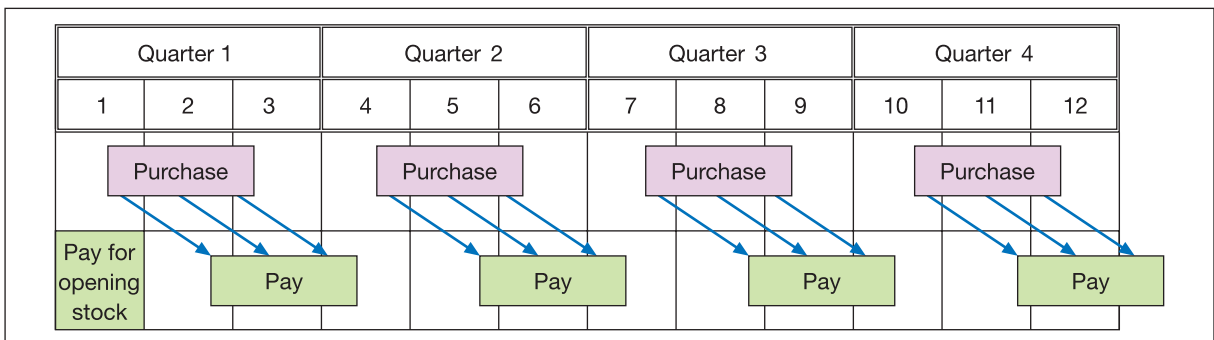 Quarter 1 Quarter 2 Quarter 3 Quarter 4
1 2 3 4 5 6 7 8 9 10 11 12
Purchase Purchase Purchase Purchase
Pay for
opening
stock
Pay Pay Pay Pay